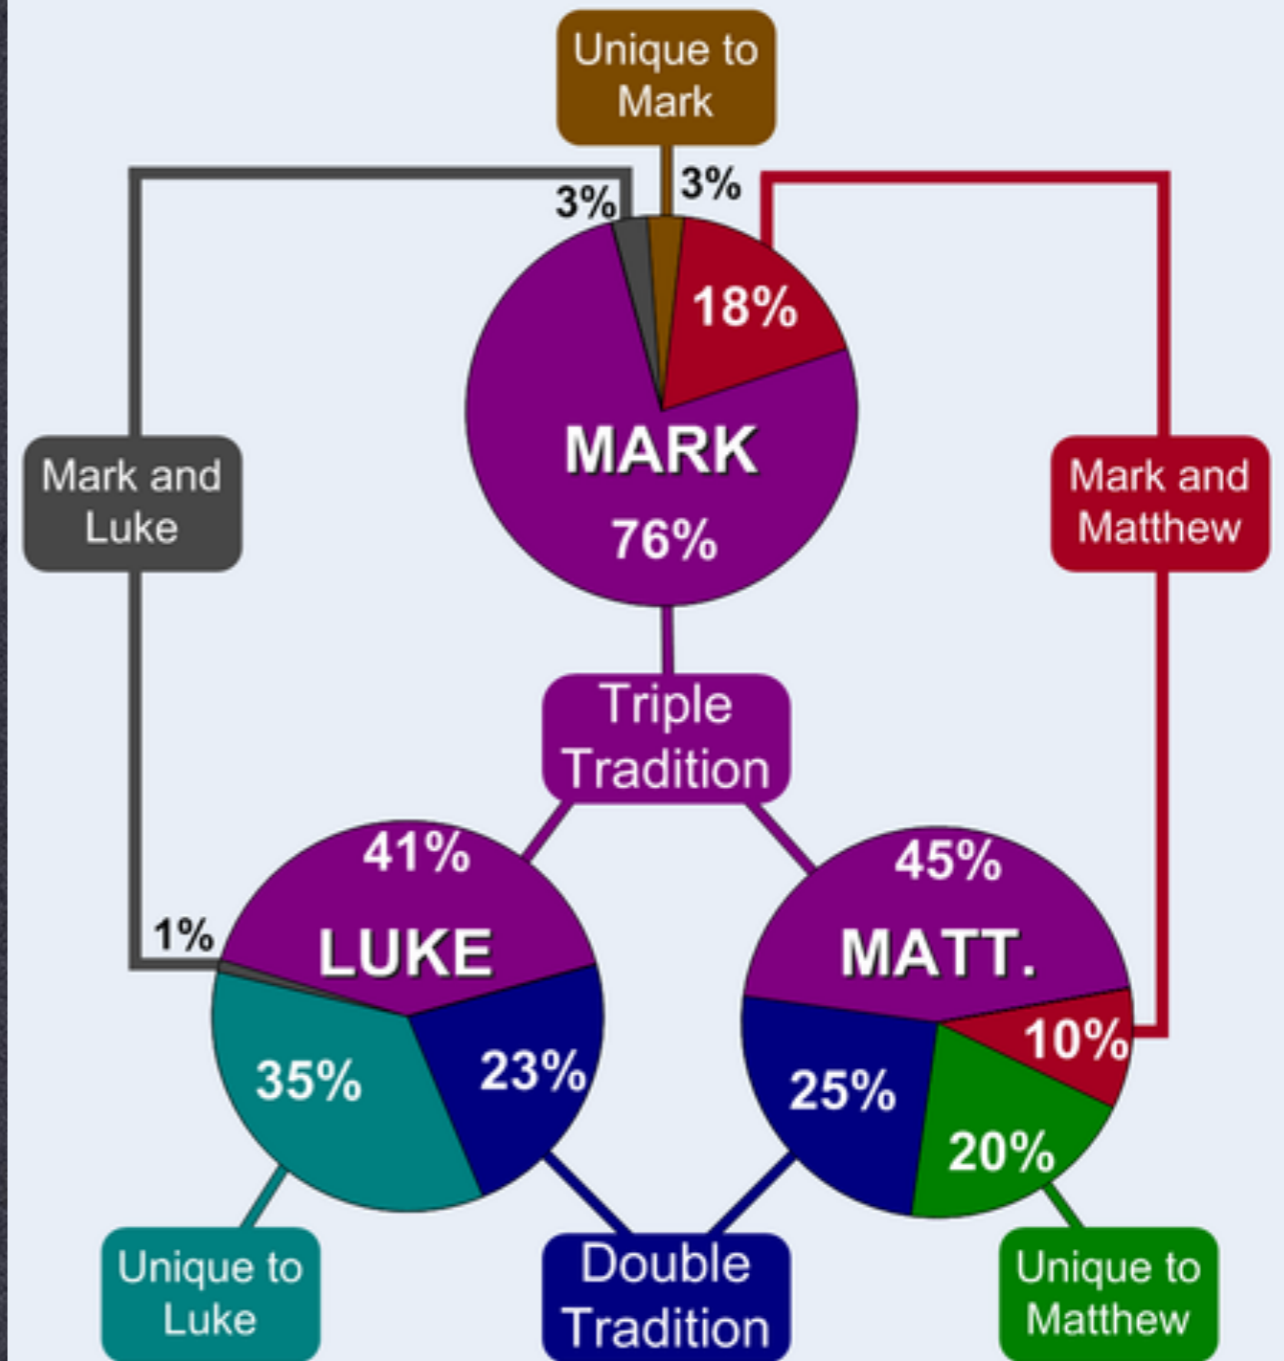 Unique to
Mark
3%
3%
18%
MARK
76%
Mark and
Luke
Mark and
Matthew
Triple
Tradition
41%
LUKE
1%
35%
23%
45%
MATT.
10%
25%
20%
Unique to
Luke
Double
Tradition
Unique to
Matthew